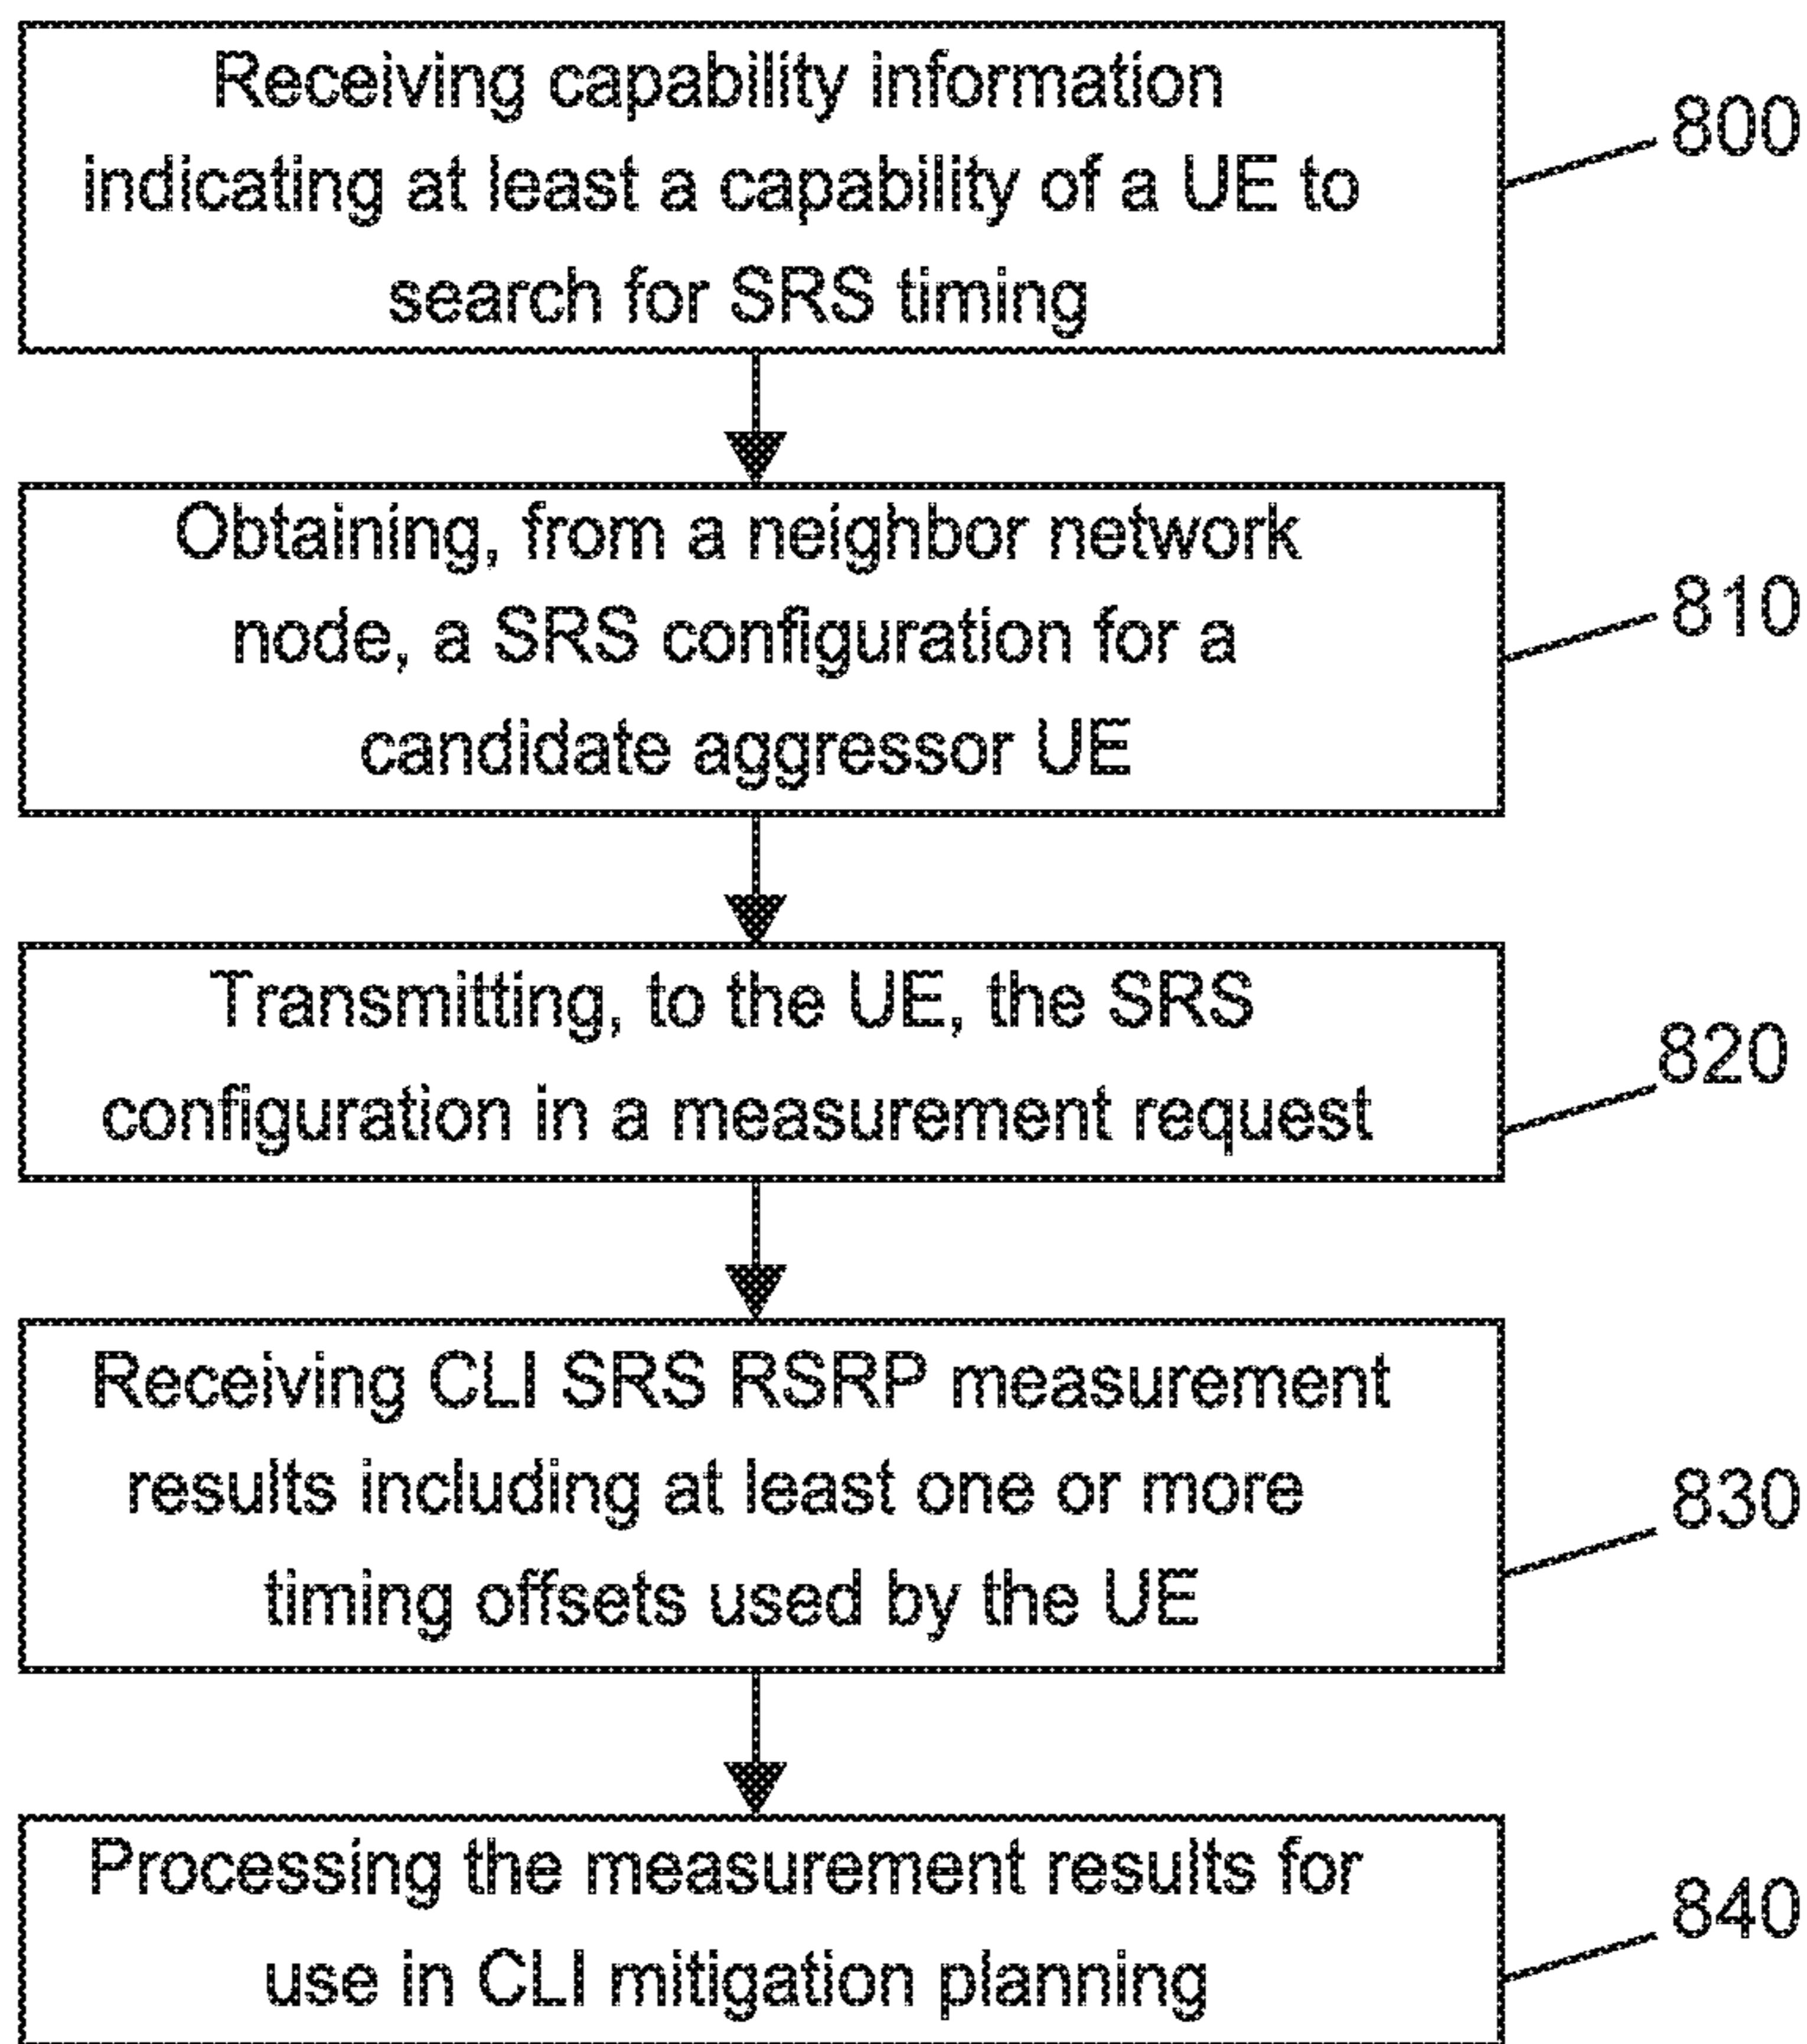 Receiving capability information
indicating at least a capability of a UE to
search for SRS timing
800
Obtaining, from a neighbor network
node, a SRS configuration for a
candidate aggressor UE
810
Transmitting, to the UE, the SRS
configuration in a measurement request
820
Receiving CLI SRS RSRP measurement
results including at least one or more
timing offsets used by the UE
830
Processing the measurement results for
use in CLI mitigation planning
840